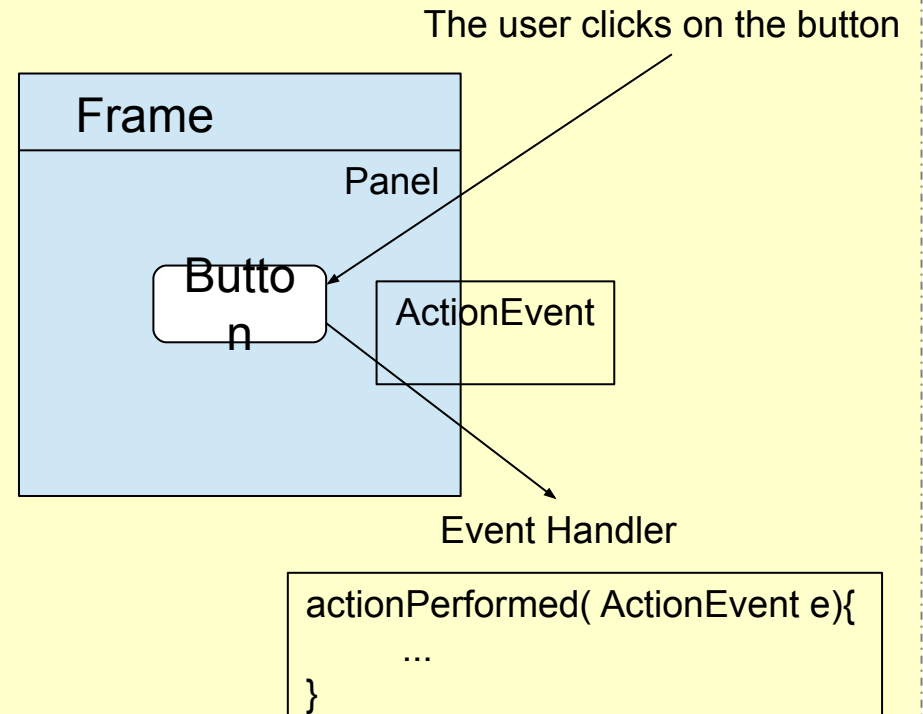 The user clicks on the button
Frame
Panel
Butto
n
ActionEvent
Event Handler
actionPerformed( ActionEvent e){
...
}